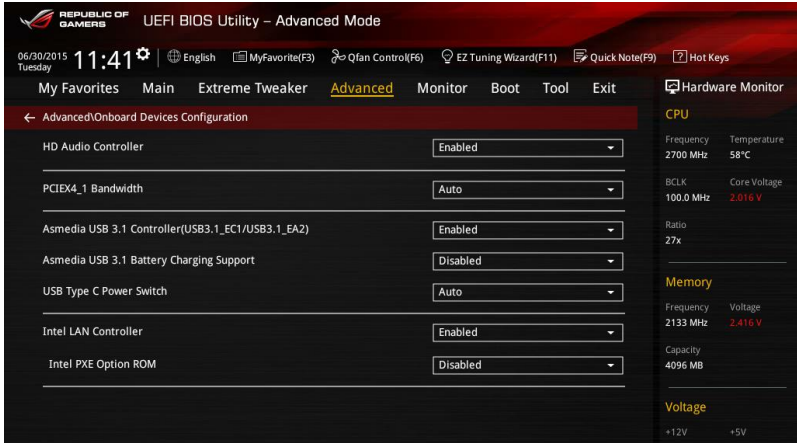 REPUBLIC OF
GAMERS
UEFI BIOS Utility – Advanced Mode
06/30/2015
Tuesday
11:41
English
MyFavorite(F3)
Qfan Control(F6)
EZ Tuning Wizard(F11)
Quick Note(F9)
? Hot Keys
My Favorites Main Extreme Tweaker Advanced Monitor Boot Tool Exit
Hardware Monitor
← Advanced\Onboard Devices Configuration
HD Audio Controller Enabled
PCIEX4_1 Bandwidth Auto
Asmedia USB 3.1 Controller(USB3.1_EC1/USB3.1_EA2) Enabled
Asmedia USB 3.1 Battery Charging Support Disabled
USB Type C Power Switch Auto
Intel LAN Controller Enabled
Intel PXE Option ROM Disabled
CPU
Frequency Temperature
2700 MHz 58°C
BCLK Core Voltage
100.0 MHz 2.016 V
Ratio
27x
Memory
Frequency Voltage
2133 MHz 2.416 V
Capacity
4096 MB
Voltage
+12V +5V